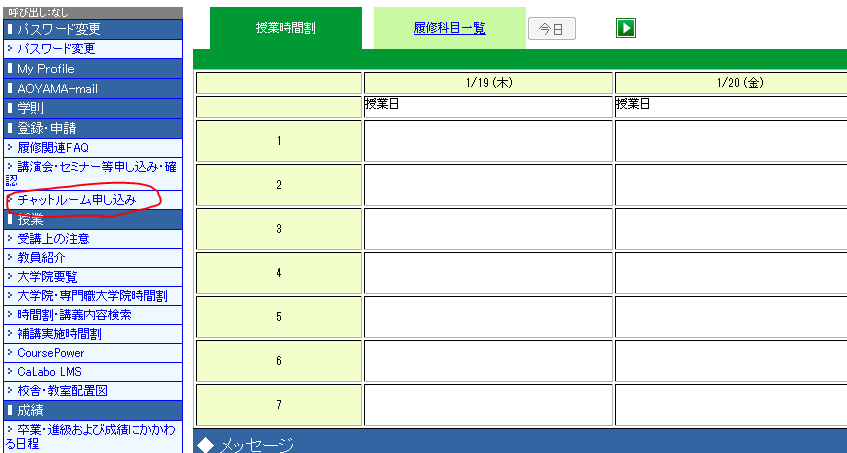 呼び出し:なし
パスワード変更
パスワード変更
My Profile
AOYAMA-mail
学則
登録・申請
履修関連FAQ
講演会・セミナー等申し込み・確
認
チャットルーム申し込み
授業
受講上の注意
教員紹介
大学院要覧
大学院・専門職大学院時間割
時間割・講義内容検索
補講実施時間割
CoursePower
CaLabo LMS
校舎・教室配置図
成績
卒業・進級および成績にかかわ
る日程
授業時間割 履修科目一覧 今日
1/19 (木) 1/20 (金)
授業日 授業日
1
2
3
4
5
6
7
◆ メッセージ